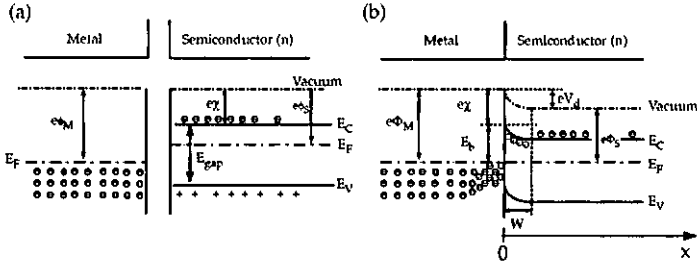 (a)
Metal
Semiconductor (n)
Vacuum
eχ
eϕS
eϕM
EC
EF
EF
Egap
EV
+ + + + + + +
(b)
Metal
Semiconductor (n)
eVd
Vacuum
eχ
eΦM
Eb
eΦS
EC
EF
EV
W
0
x